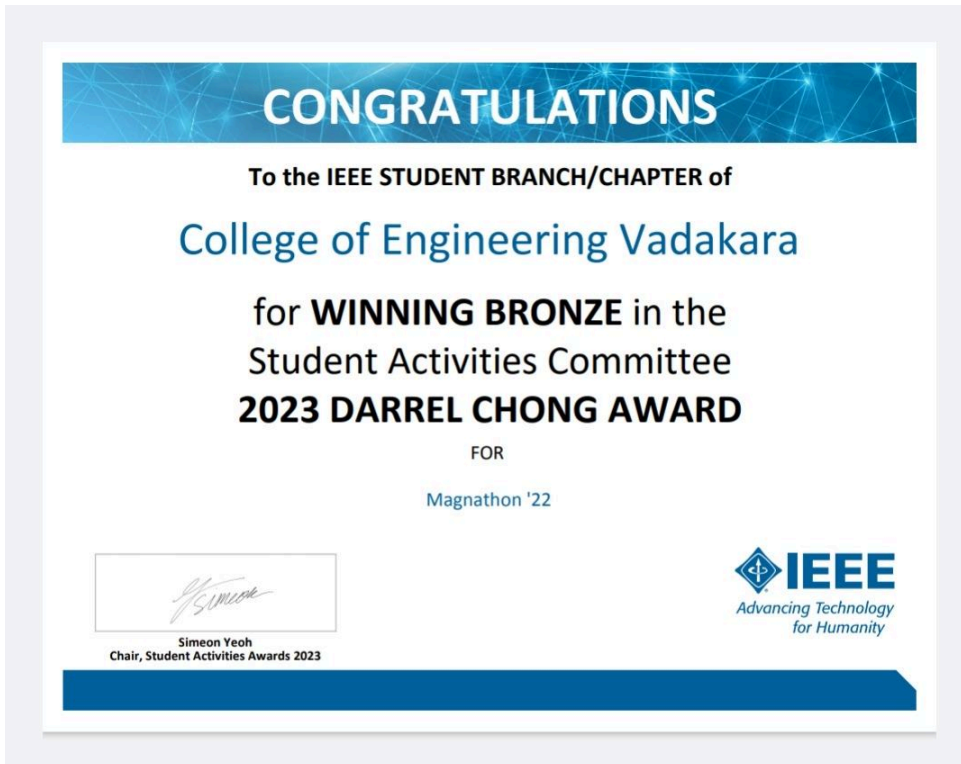 CONGRATULATIONS
To the IEEE STUDENT BRANCH/CHAPTER of
College of Engineering Vadakara
for WINNING BRONZE in the
Student Activities Committee
2023 DARREL CHONG AWARD
FOR
Magnathon '22
Simeon
Simeon Yeoh
Chair, Student Activities Awards 2023
IEEE
Advancing Technology
for Humanity